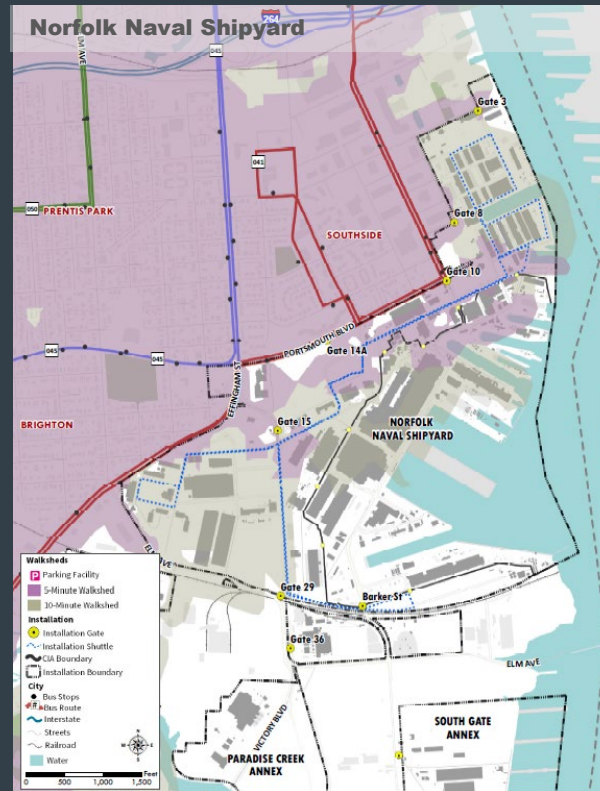 Norfolk Naval Shipyard
264
045
ELM AVE
Gate 3
041
050
PRENTIS PARK
Gate 8
SOUTHSIDE
Gate 10
PORTSMOUTH BLVD
Gate 14A
045
045
EFFINGHAM ST
BRIGHTON
Gate 15
NORFOLK
NAVAL SHIPYARD
Gate 29
Barker St
Gate 36
ELM AVE
VICTORY BLVD
PARADISE CREEK
ANNEX
SOUTH GATE
ANNEX
Walksheds
P Parking Facility
5-Minute Walkshed
10-Minute Walkshed
Installation
Installation Gate
Installation Shuttle
CIA Boundary
Installation Boundary
City
Bus Stops
# Bus Route
Interstate
Streets
Railroad
Water
N
W E
S
Feet
0 500 1,000 1,500